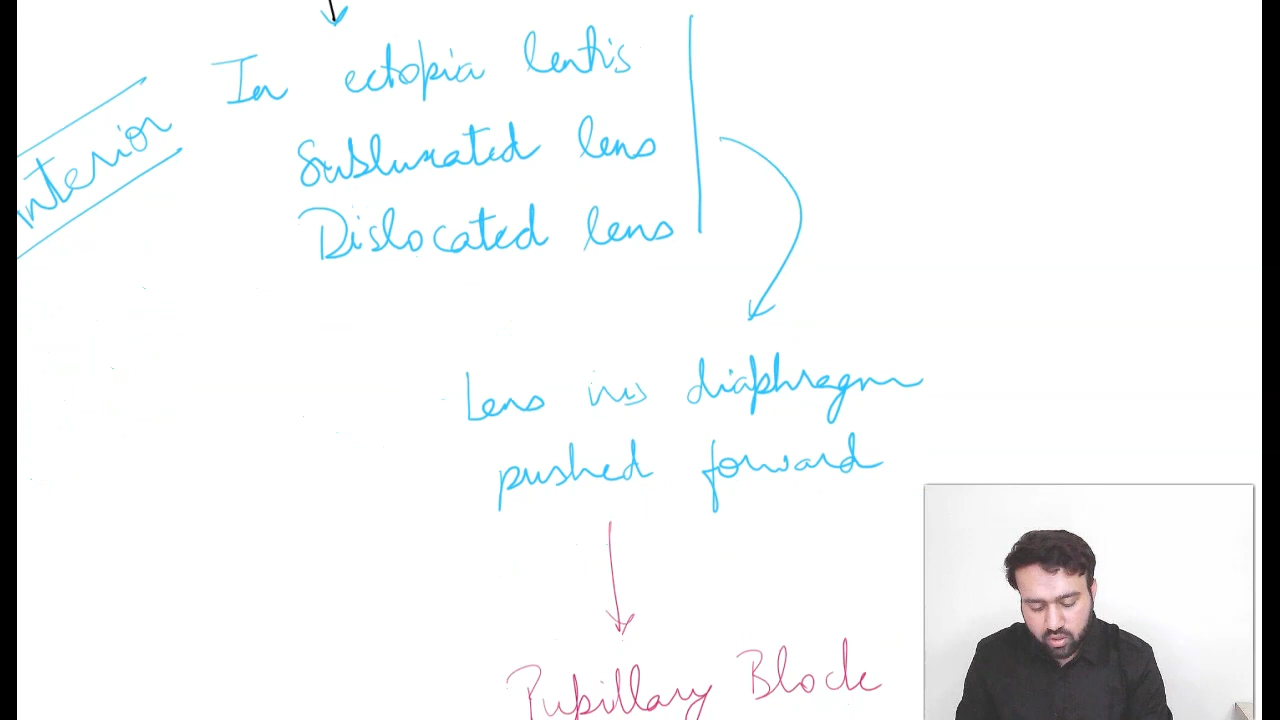 In ectopia lentis
nterior
Subluxated lens
Dislocated lens
Lens iris diaphragm
pushed forward
Pupillary Block